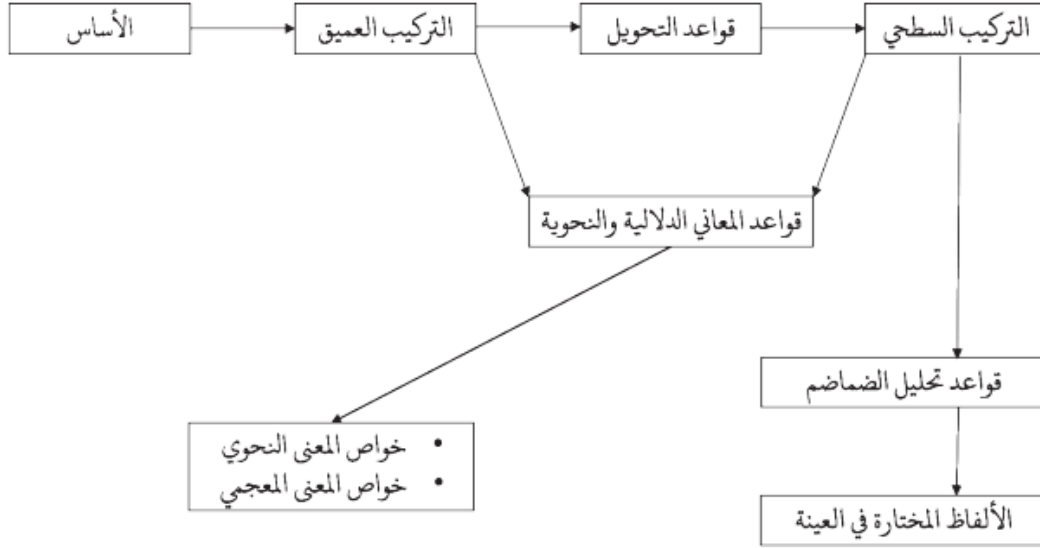 الأساس
التركيب العميق
قواعد التحويل
التركيب السطحي
قواعد المعاني الدلالية والنحوية
قواعد تحليل الضماضم
• خواص المعنى النحوي
• خواص المعنى المعجمي
الألفاظ المختارة في العينة